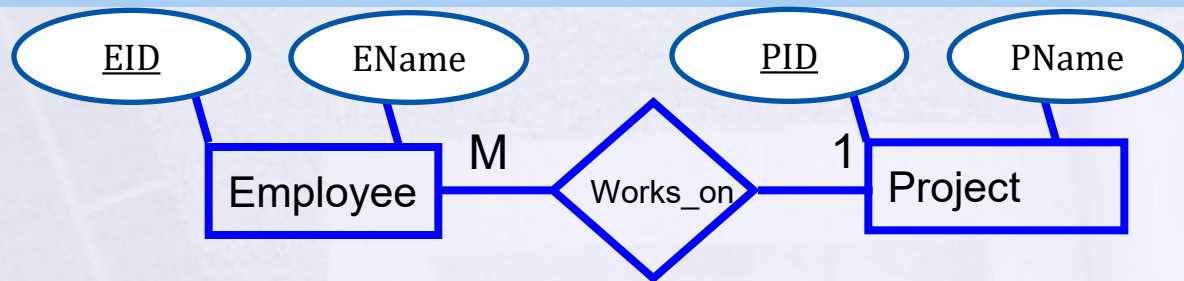 EID
EName
PID
PName
M
1
Employee
Works_on
Project